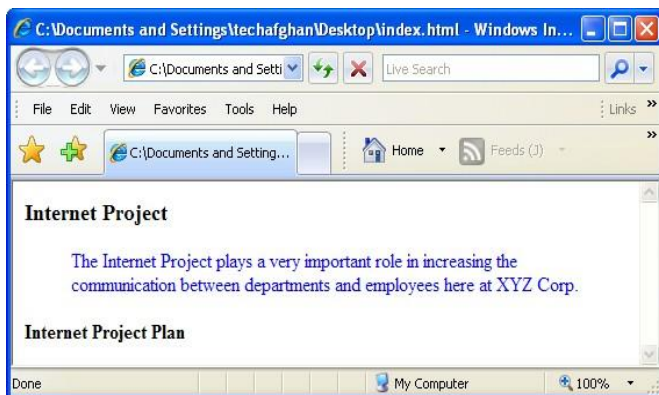 C:\Documents and Settings\techafghan\Desktop\index.html - Windows In...
C:\Documents and Setti
Live Search
File Edit View Favorites Tools Help Links »
C:\Documents and Setting... Home Feeds (J) »
Internet Project
The Internet Project plays a very important role in increasing the
communication between departments and employees here at XYZ Corp.
Internet Project Plan
Done My Computer 100%